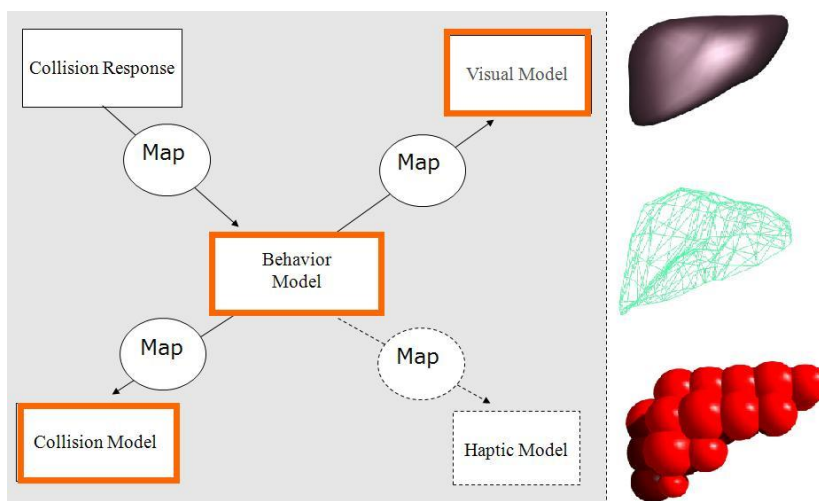 Collision Response
Visual Model
Map
Map
Behavior
Model
Map
Map
Collision Model
Haptic Model